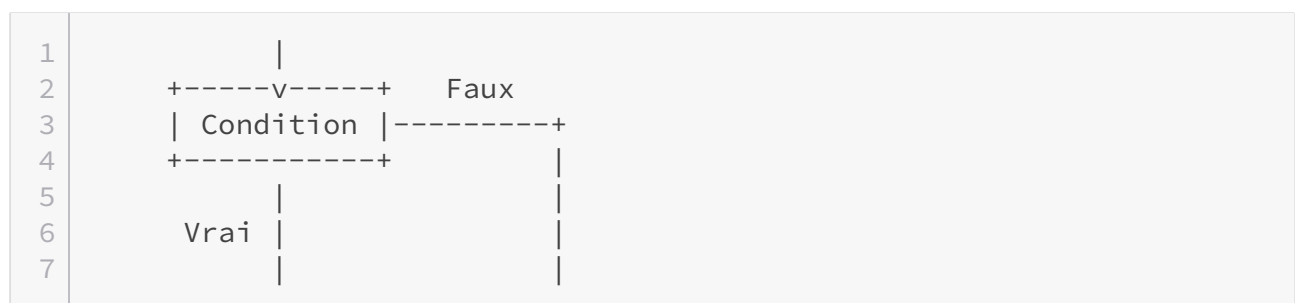 1             |
2      +-----v-----+   Faux
3      | Condition |---------+
4      +-----------+         |
5            |                |
6       Vrai |                |
7            |                |